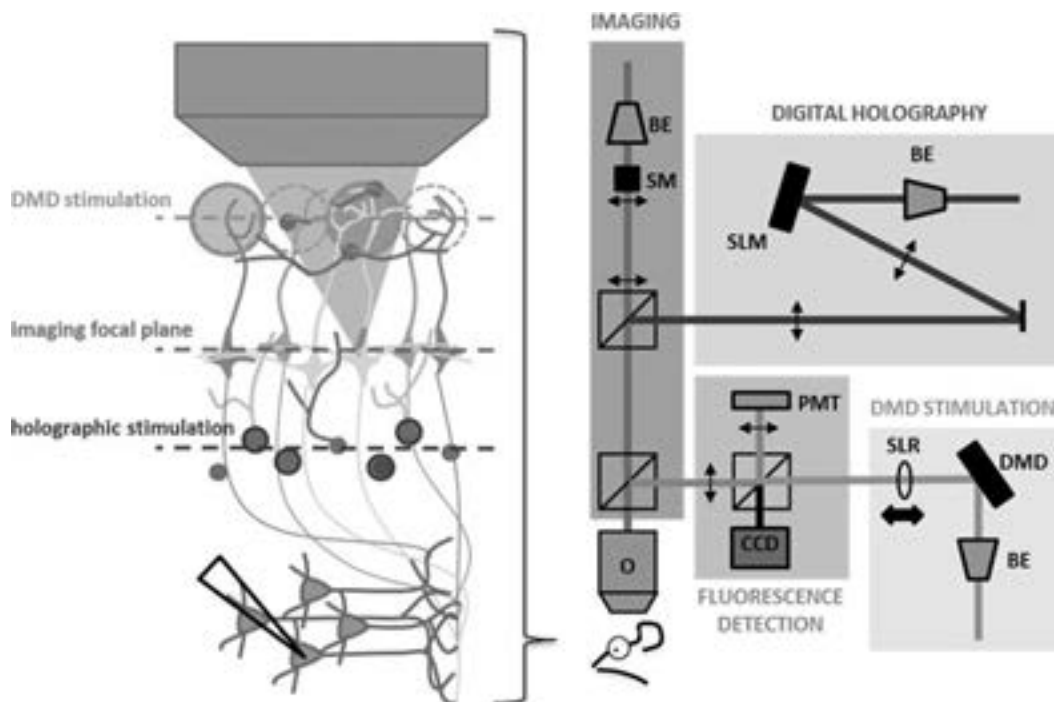 DMD stimulation
imaging focal plane
holographic stimulation
IMAGING
BE
SM
DIGITAL HOLOGRAPHY
BE
SLM
PMT
CCD
FLUORESCENCE
DETECTION
DMD STIMULATION
SLR
DMD
BE
O